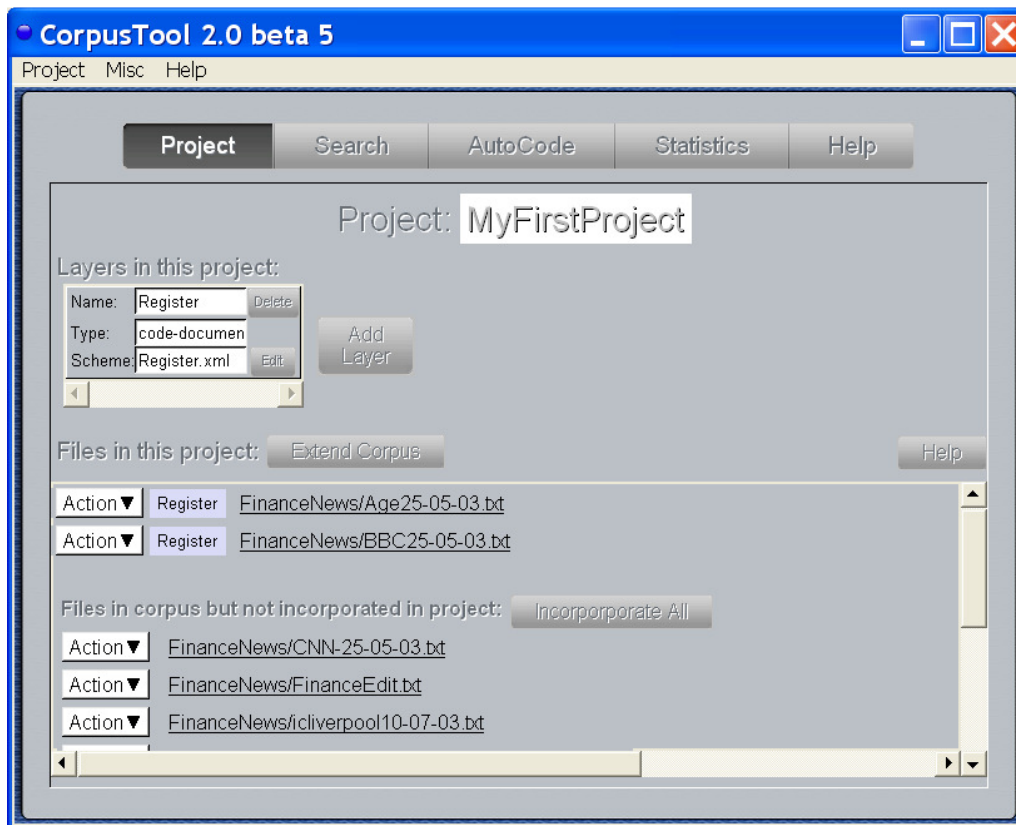 CorpusTool 2.0 beta 5
Project Misc Help
Project Search AutoCode Statistics Help
Project: MyFirstProject
Layers in this project:
Name: Register Delete
Type: code-documen
Scheme: Register.xml Edit
Add
Layer
Files in this project: Extend Corpus Help
Action▼ Register FinanceNews/Age25-05-03.txt
Action▼ Register FinanceNews/BBC25-05-03.txt
Files in corpus but not incorporated in project: Incorporporate All
Action▼ FinanceNews/CNN-25-05-03.txt
Action▼ FinanceNews/FinanceEdit.txt
Action▼ FinanceNews/icliverpool10-07-03.txt